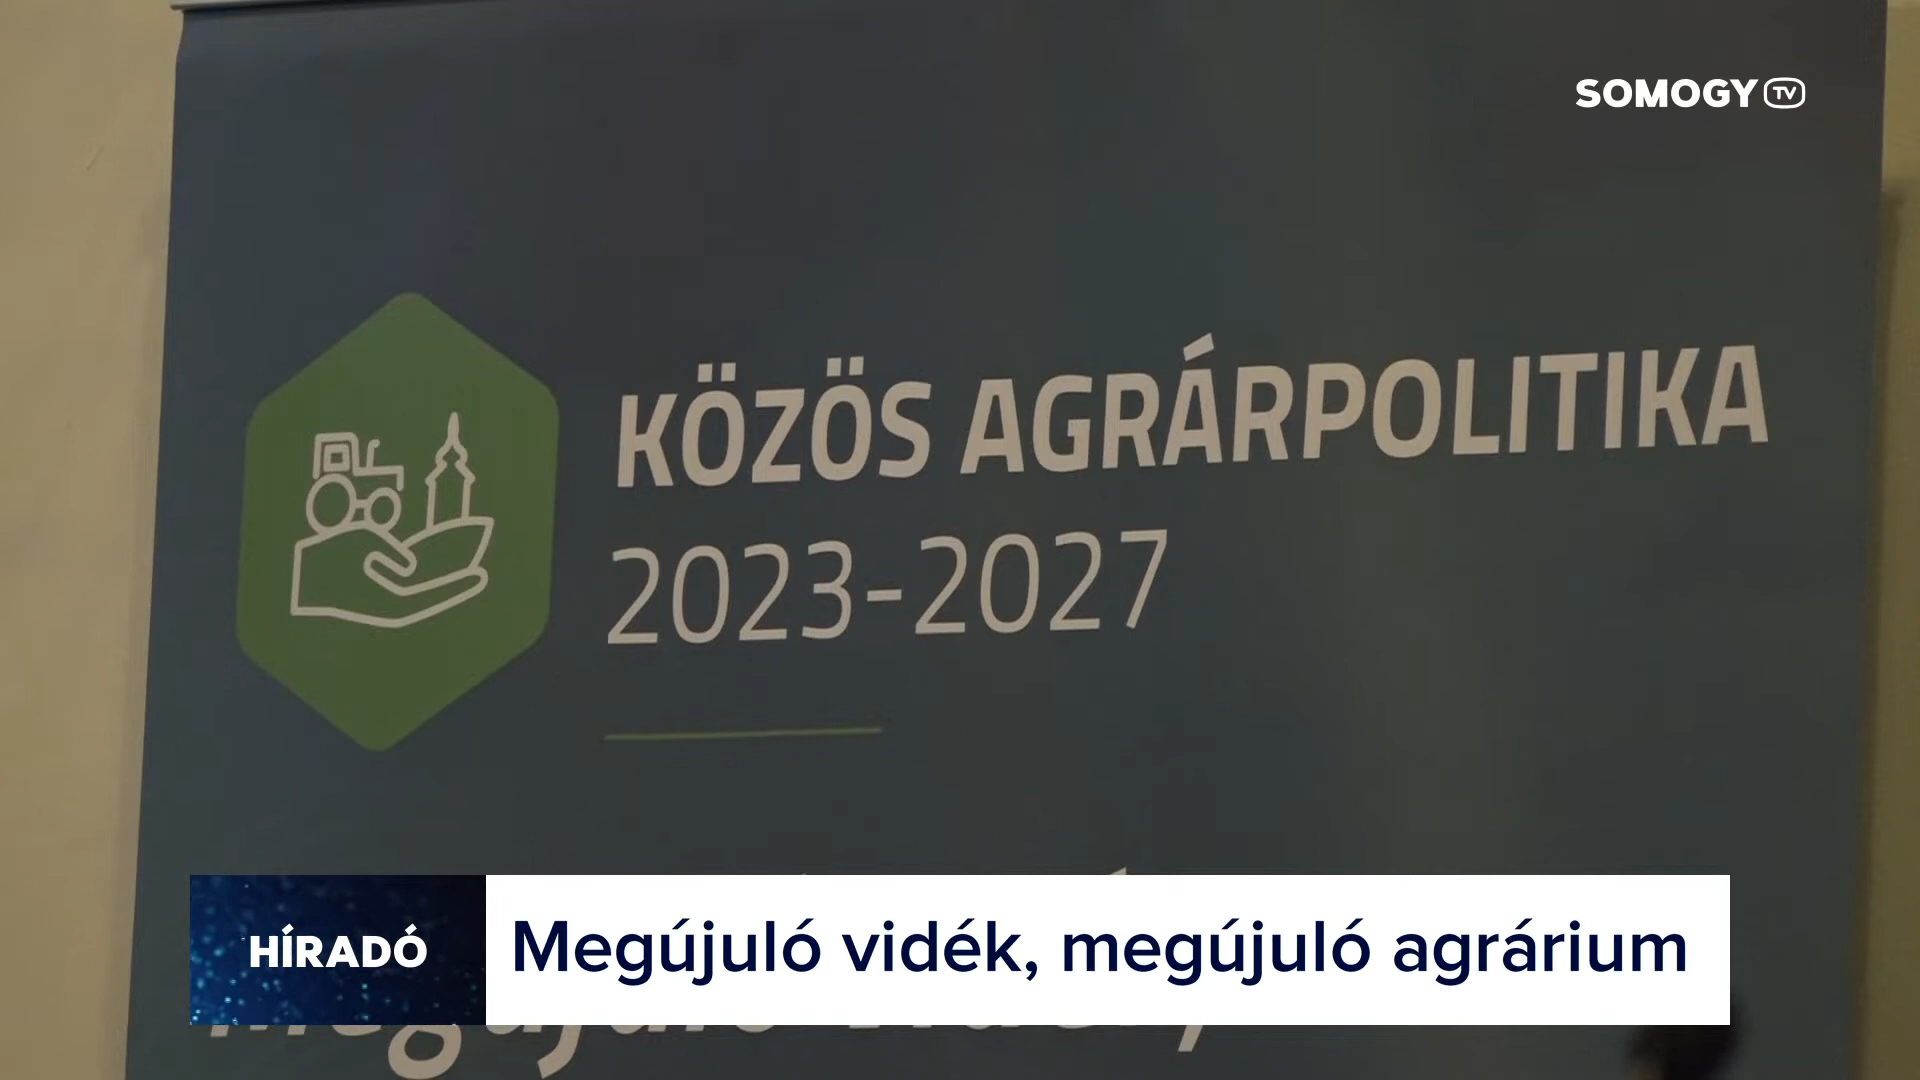 SOMOGY TV
KÖZÖS AGRÁRPOLITIKA
2023-2027
HÍRADÓ
Megújuló vidék, megújuló agrárium